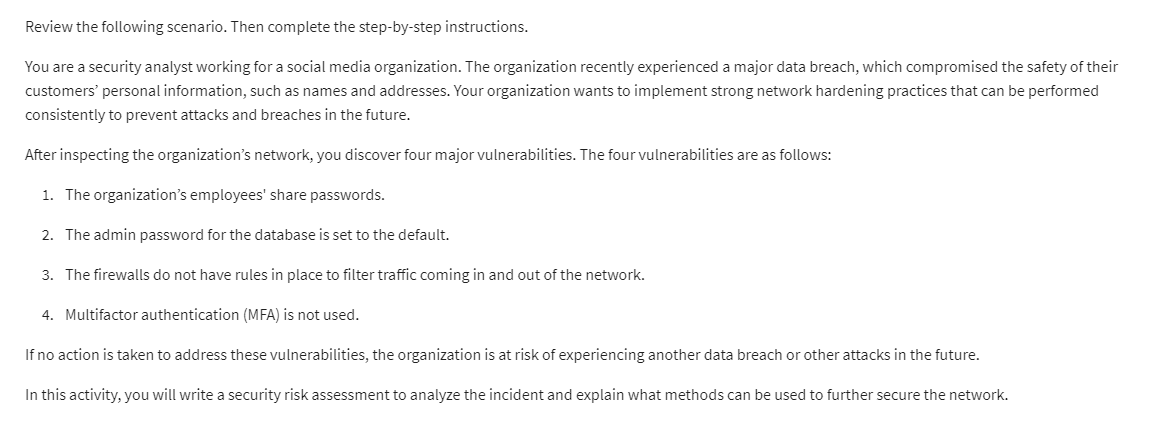 Review the following scenario. Then complete the step-by-step instructions.
You are a security analyst working for a social media organization. The organization recently experienced a major data breach, which compromised the safety of their
customers’ personal information, such as names and addresses. Your organization wants to implement strong network hardening practices that can be performed
consistently to prevent attacks and breaches in the future.
After inspecting the organization’s network, you discover four major vulnerabilities. The four vulnerabilities are as follows:
1. The organization’s employees' share passwords.
2. The admin password for the database is set to the default.
3. The firewalls do not have rules in place to filter traffic coming in and out of the network.
4. Multifactor authentication (MFA) is not used.
If no action is taken to address these vulnerabilities, the organization is at risk of experiencing another data breach or other attacks in the future.
In this activity, you will write a security risk assessment to analyze the incident and explain what methods can be used to further secure the network.